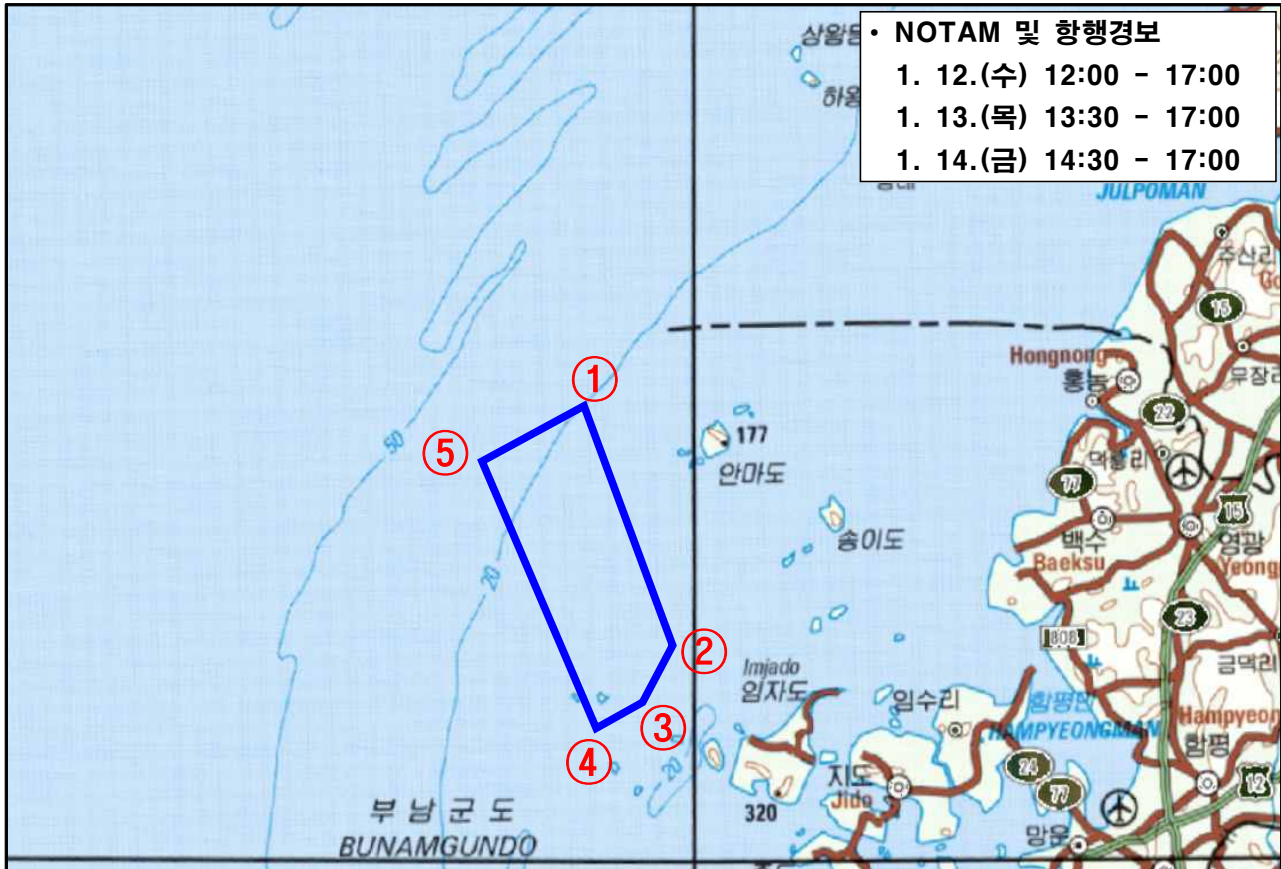 • NOTAM 및 항행경보
1. 12.(수) 12:00 - 17:00
1. 13.(목) 13:30 - 17:00
1. 14.(금) 14:30 - 17:00
JULPOMAN
주산리
15
Hongnong
홍농
무장리
22
①
⑤
50
177
안마도
덕흥리
77
15
송이도
백수
Baeksu
영광
Yeong
20
②
808
23
금덕리
Imjado
임자도
임수리
함평만
HAMPYEONGMAN
Hampyeon
함평
③
④
20
24
77
12
지도
Jido
320
부남군도
BUNAMGUNDO
망운